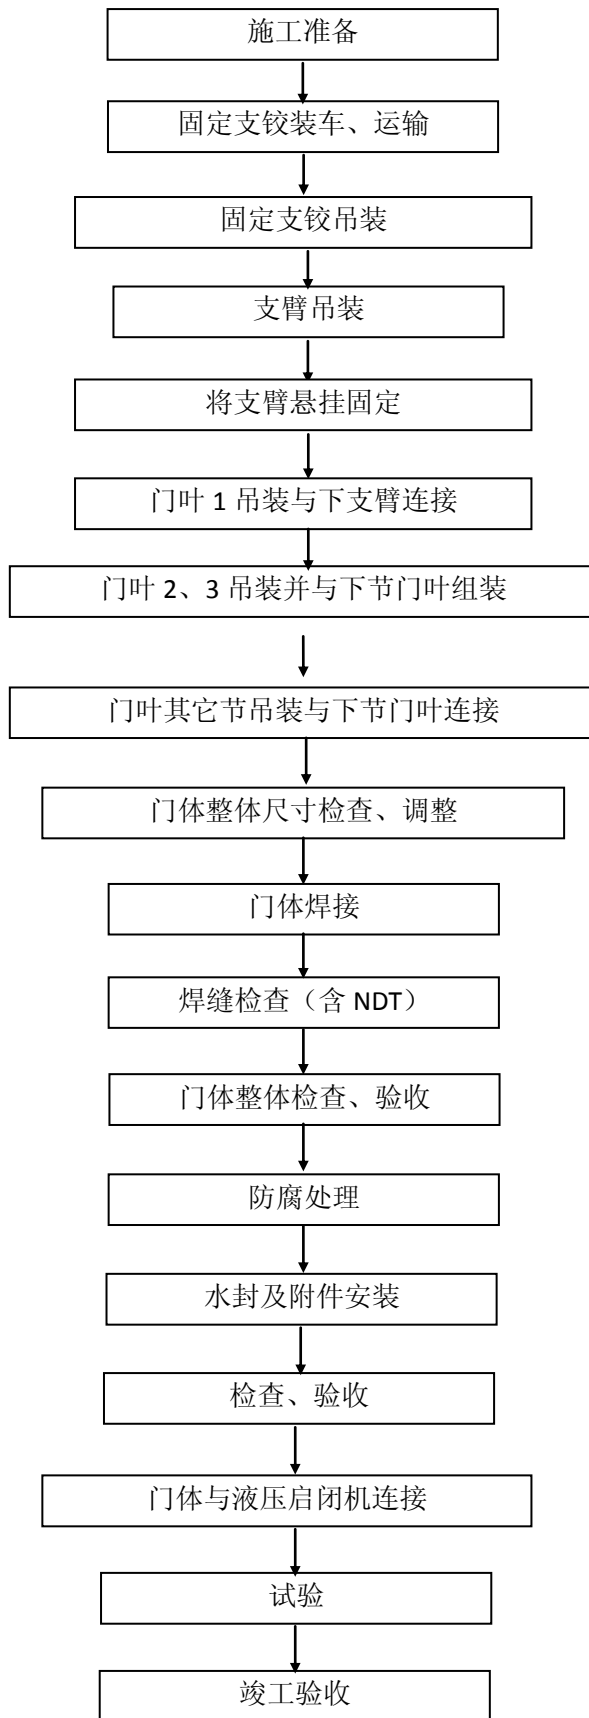 施工准备
固定支铰装车、运输
固定支铰吊装
支臂吊装
将支臂悬挂固定
门叶 1 吊装与下支臂连接
门叶 2、3 吊装并与下节门叶组装
门叶其它节吊装与下节门叶连接
门体整体尺寸检查、调整
门体焊接
焊缝检查（含 NDT）
门体整体检查、验收
防腐处理
水封及附件安装
检查、验收
门体与液压启闭机连接
试验
竣工验收